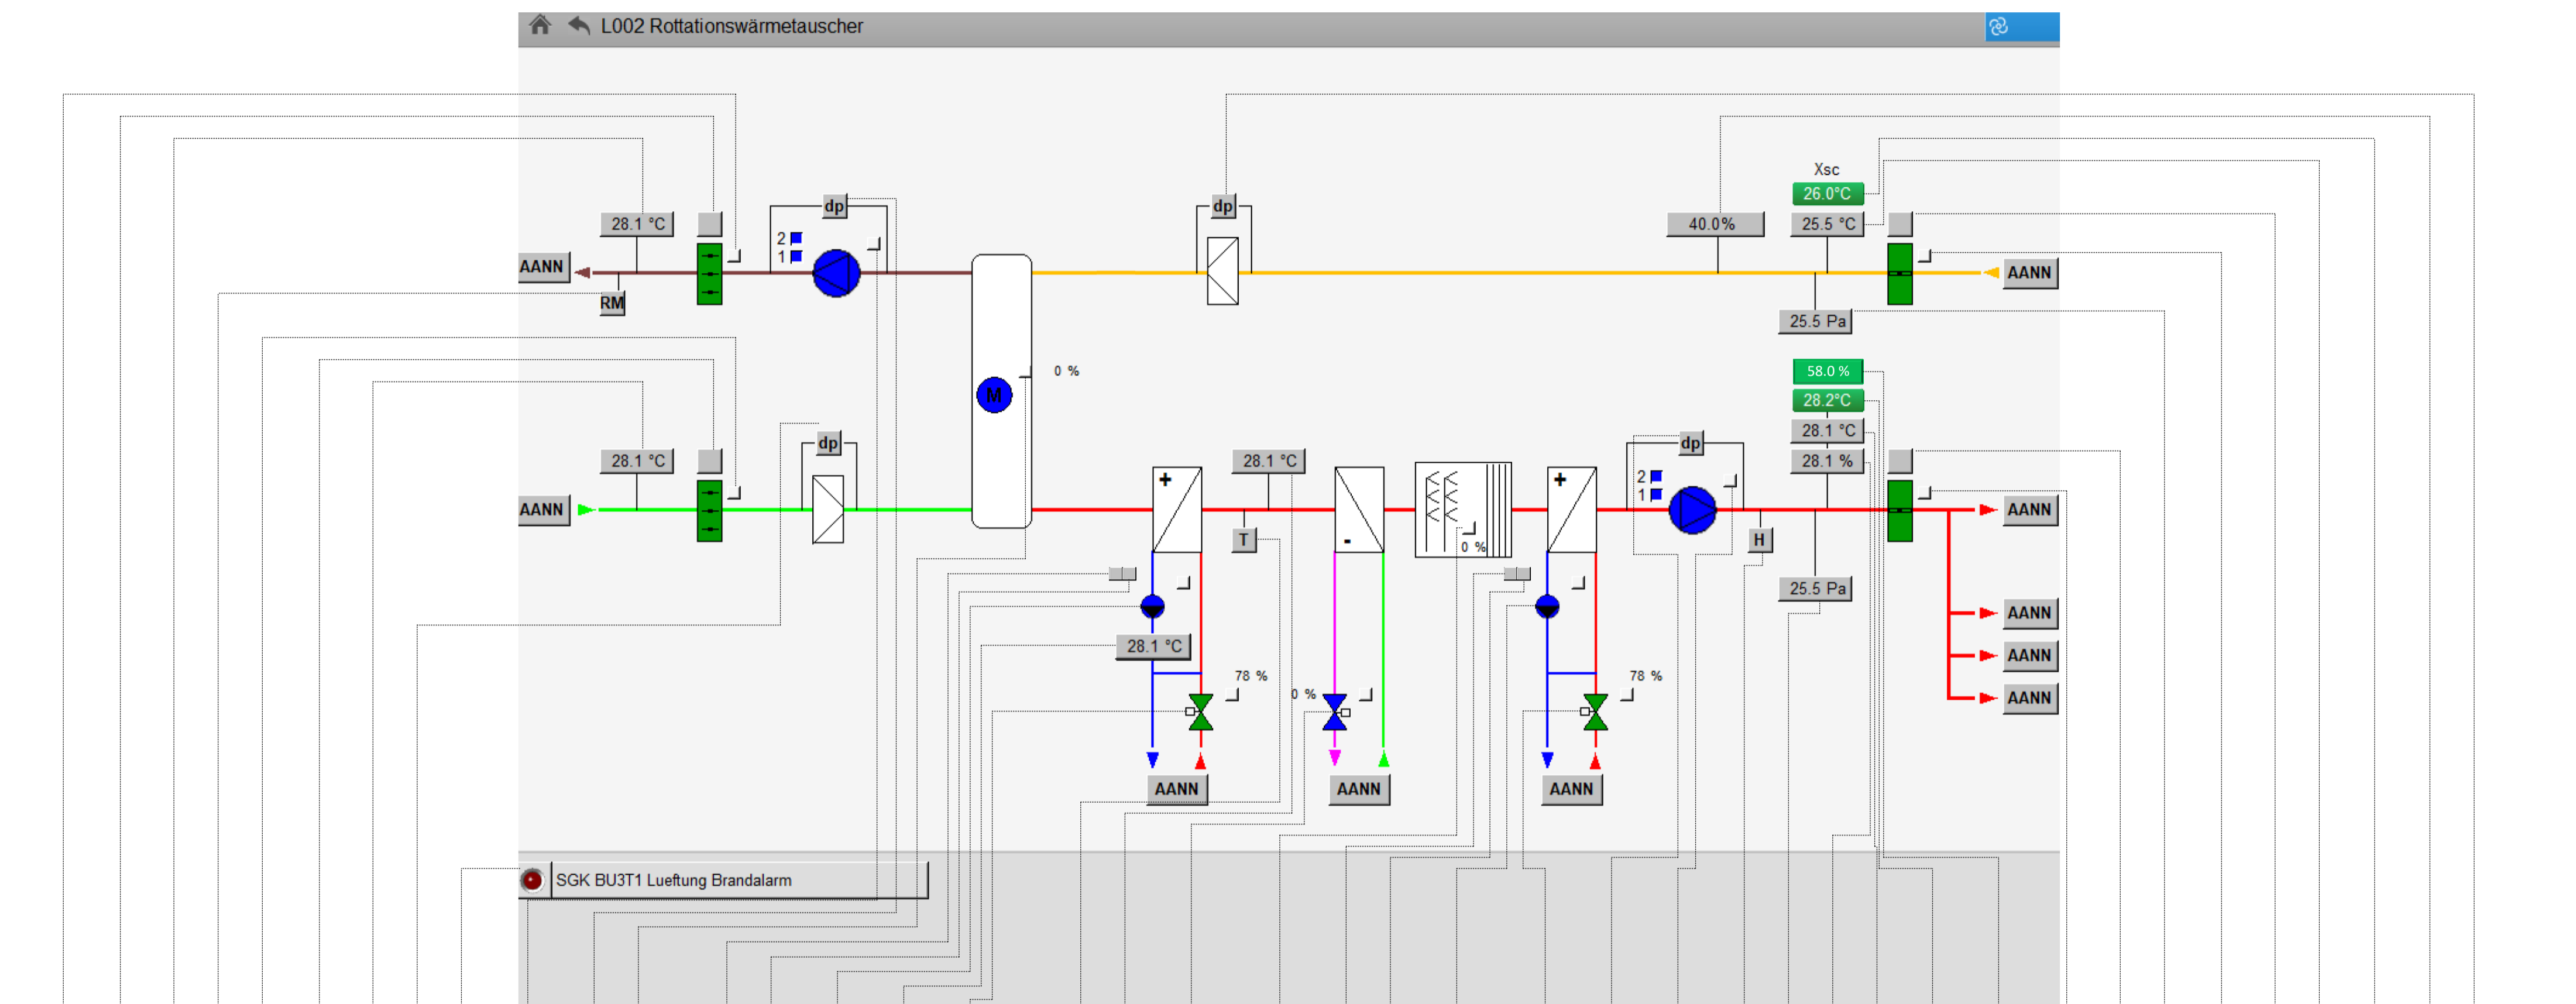 L002 Rottationswärmetauscher
Xsc
26.0°C
dp
dp
28.1 °C
40.0%
25.5 °C
2
1
AANN
AANN
RM
25.5 Pa
0 %
58.0 %
M
28.2°C
28.1 °C
dp
dp
28.1 °C
28.1 °C
28.1 %
+
+
2
1
AANN
AANN
T
-
0 %
H
25.5 Pa
AANN
28.1 °C
AANN
78 %
0 %
78 %
AANN
AANN
AANN
AANN
SGK BU3T1 Lueftung Brandalarm